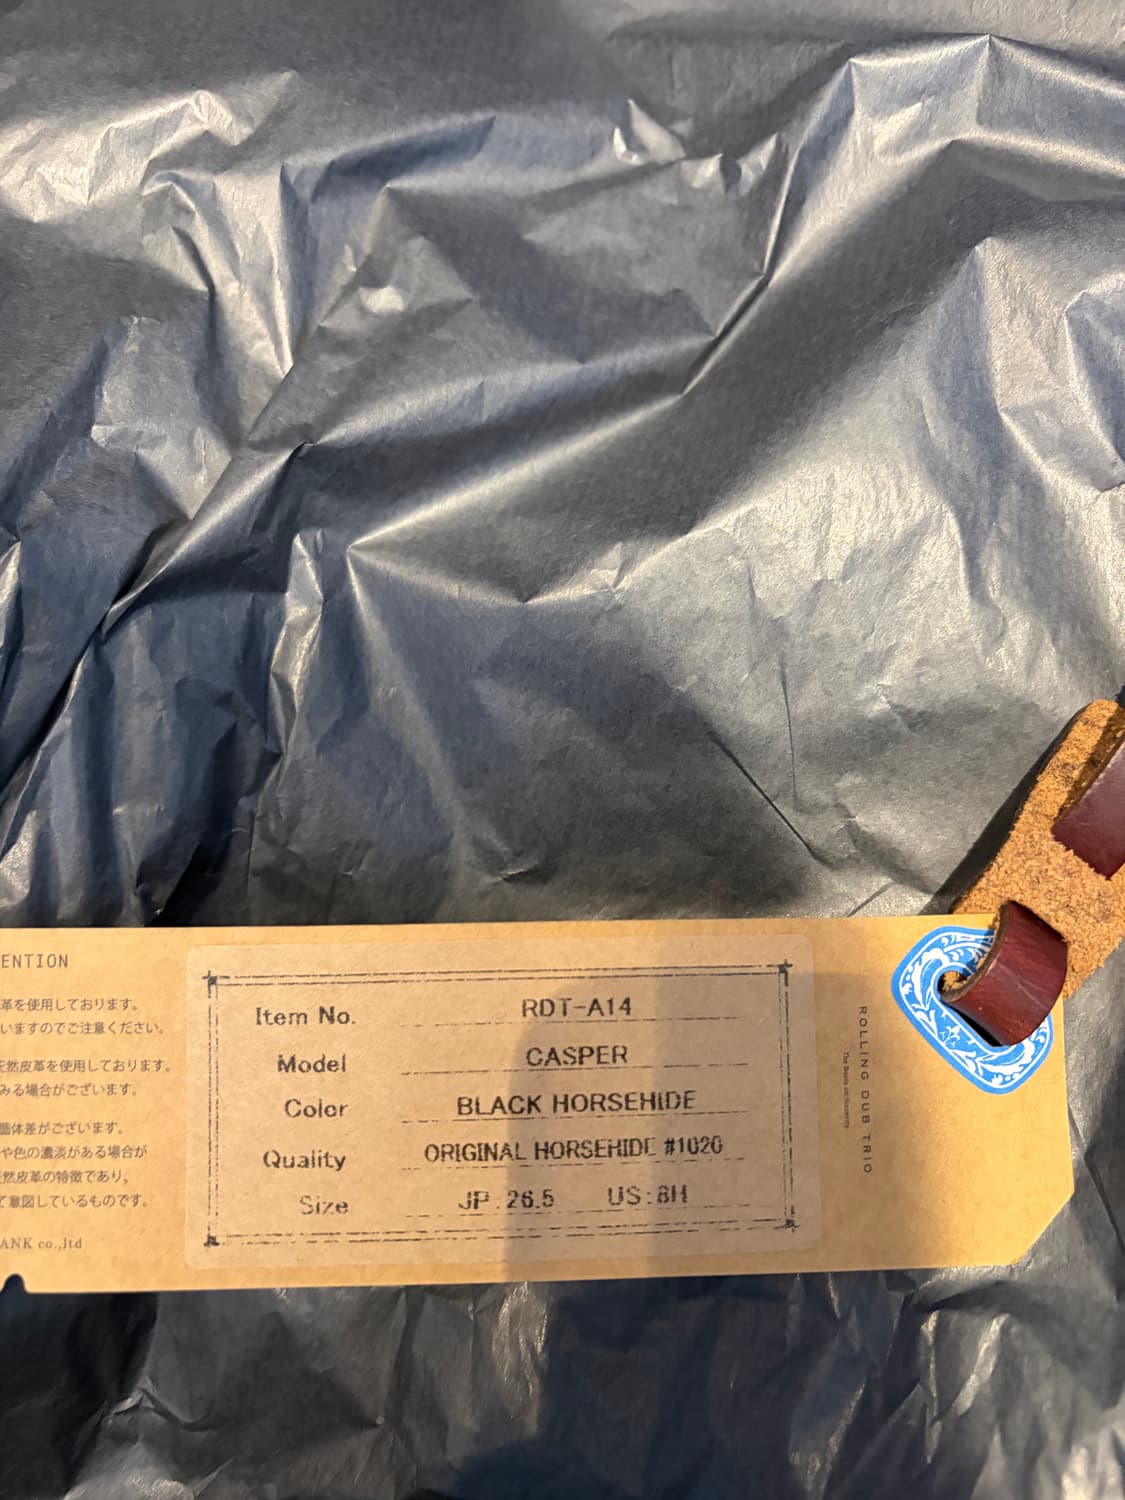 ENTION
革を使用しております。
いますのでご注意ください。
天然皮革を使用しております。
みる場合がございます。
個体差がございます。
や色の濃淡がある場合が
然皮革の特徴であり、
て意図しているものです。
ANK co.,ltd
Item No. RDT-A14
Model CASPER
Color BLACK HORSEHIDE
Quality ORIGINAL HORSEHIDE #1020
Size JP:26.5 US:8H
ROLLING DUB TRIO